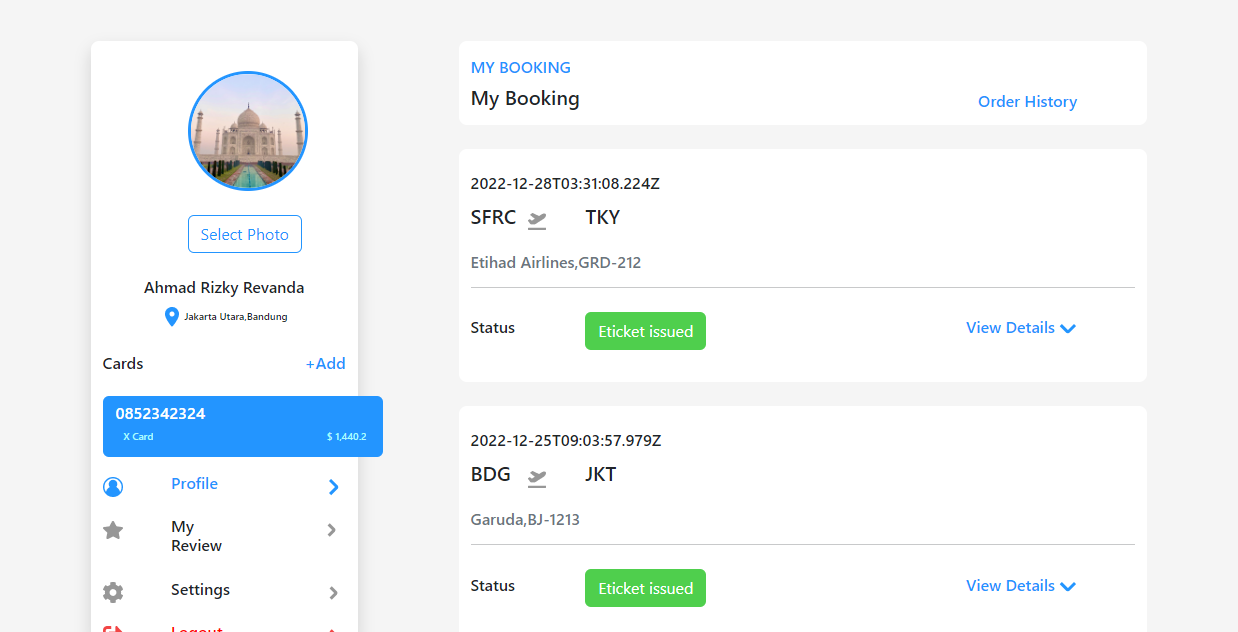 Select Photo
Ahmad Rizky Revanda
Jakarta Utara,Bandung
Cards +Add
0852342324
X Card $ 1,440.2
Profile
My
Review
Settings
Logout
MY BOOKING
My Booking
Order History
2022-12-28T03:31:08.224Z
SFRC TKY
Etihad Airlines,GRD-212
Status Eticket issued View Details
2022-12-25T09:03:57.979Z
BDG JKT
Garuda,BJ-1213
Status Eticket issued View Details